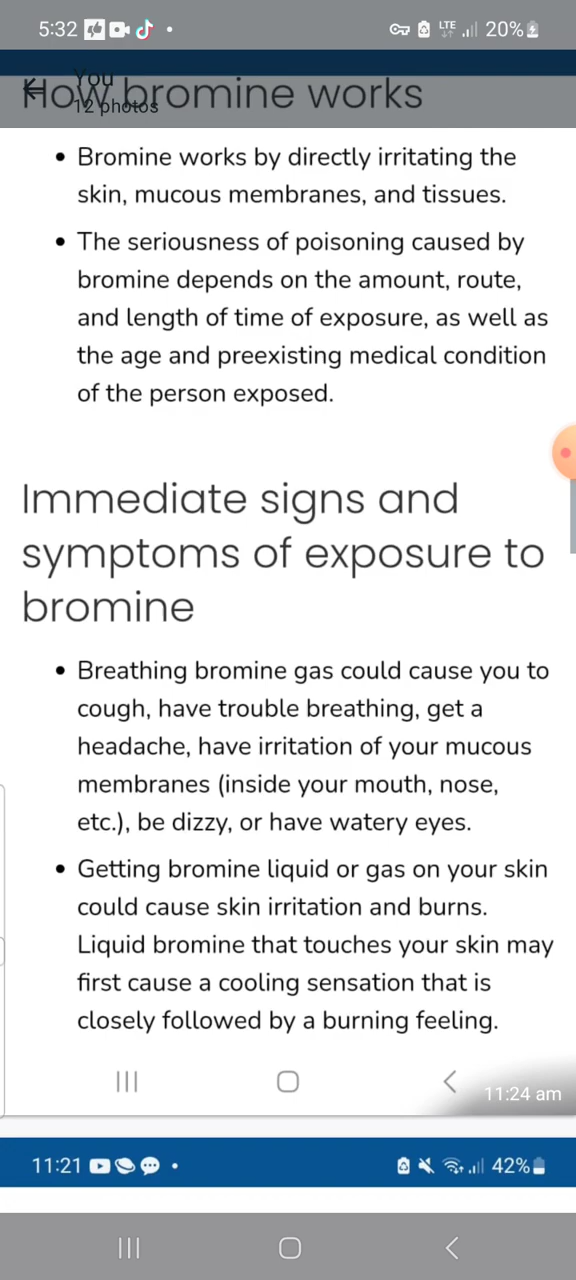 5:32
LTE
20%
You
How bromine works
12 photos
• Bromine works by directly irritating the
skin, mucous membranes, and tissues.
• The seriousness of poisoning caused by
bromine depends on the amount, route,
and length of time of exposure, as well as
the age and preexisting medical condition
of the person exposed.
Immediate signs and
symptoms of exposure to
bromine
• Breathing bromine gas could cause you to
cough, have trouble breathing, get a
headache, have irritation of your mucous
membranes (inside your mouth, nose,
etc.), be dizzy, or have watery eyes.
• Getting bromine liquid or gas on your skin
could cause skin irritation and burns.
Liquid bromine that touches your skin may
first cause a cooling sensation that is
closely followed by a burning feeling.
11:24 am
11:21
42%